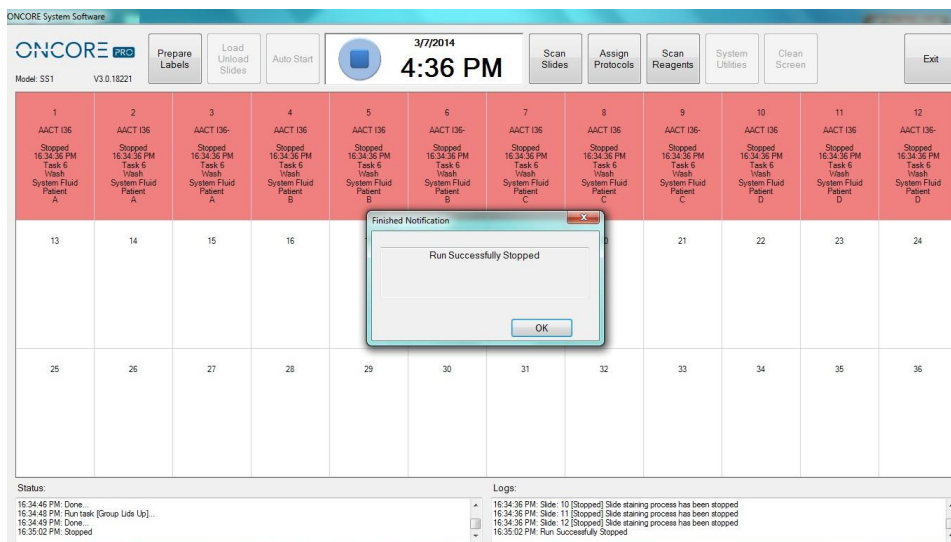 ONCORE System Software
ONCORE PRO
Model: SS1 V3.0.18221
Prepare Labels
Load Unload Slides
Auto Start
3/7/2014
4:36 PM
Scan Slides
Assign Protocols
Scan Reagents
System Utilities
Clean Screen
Exit
1 2 3 4 5 6 7 8 9 10 11 12
AACT I36 AACT I36 AACT I36- AACT I36 AACT I36 AACT I36- AACT I36 AACT I36 AACT I36- AACT I36 AACT I36 AACT I36-
Stopped Stopped Stopped Stopped Stopped Stopped Stopped Stopped Stopped Stopped Stopped Stopped
16:34:36 PM 16:34:36 PM 16:34:36 PM 16:34:36 PM 16:34:36 PM 16:34:36 PM 16:34:36 PM 16:34:36 PM 16:34:36 PM 16:34:36 PM 16:34:36 PM 16:34:36 PM
Task 6 Task 6 Task 6 Task 6 Task 6 Task 6 Task 6 Task 6 Task 6 Task 6 Task 6 Task 6
Wash Wash Wash Wash Wash Wash Wash Wash Wash Wash Wash Wash
System Fluid System Fluid System Fluid System Fluid System Fluid System Fluid System Fluid System Fluid System Fluid System Fluid System Fluid System Fluid
Patient Patient Patient Patient Patient Patient Patient Patient Patient Patient Patient Patient
A A A B B B C C C D D D
Finished Notification
Run Successfully Stopped
OK
13 14 15 16 21 22 23 24
25 26 27 28 29 30 31 32 33 34 35 36
Status:
16:34:46 PM: Done...
16:34:48 PM: Run task [Group Lids Up]...
16:34:49 PM: Done...
16:35:02 PM: Stopped
Logs:
16:34:36 PM: Slide: 10 [Stopped] Slide staining process has been stopped
16:34:36 PM: Slide: 11 [Stopped] Slide staining process has been stopped
16:34:36 PM: Slide: 12 [Stopped] Slide staining process has been stopped
16:35:02 PM: Run Successfully Stopped